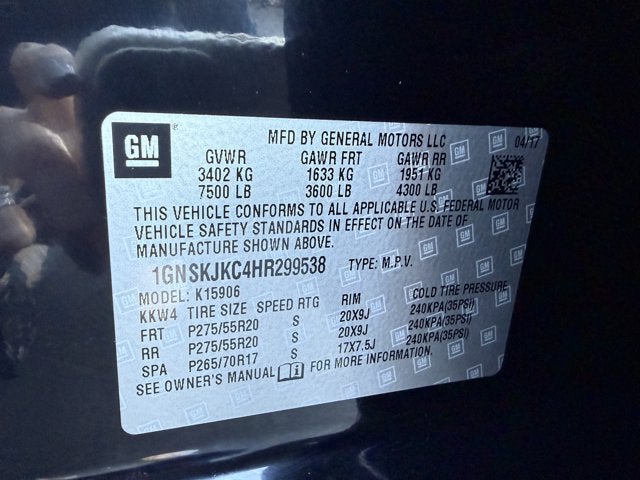 GM
MFD BY GENERAL MOTORS LLC 04/17
GVWR GAWR FRT GAWR RR
3402 KG 1633 KG 1951 KG
7500 LB 3600 LB 4300 LB
THIS VEHICLE CONFORMS TO ALL APPLICABLE U.S. FEDERAL MOTOR
VEHICLE SAFETY STANDARDS IN EFFECT ON THE DATE OF
MANUFACTURE SHOWN ABOVE.
1GNSKJKC4HR299538 TYPE: M.P.V.
MODEL: K15906
KKW4 TIRE SIZE SPEED RTG RIM COLD TIRE PRESSURE
FRT P275/55R20 S 20X9J 240KPA(35PSI)
RR P275/55R20 S 20X9J 240KPA(35PSI)
SPA P265/70R17 S 17X7.5J 240KPA(35PSI)
SEE OWNER'S MANUAL i FOR MORE INFORMATION.